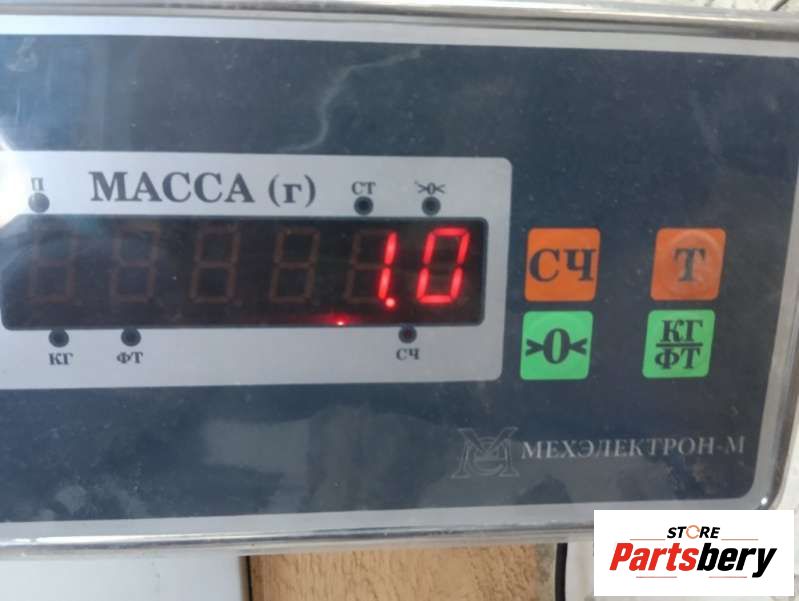 П МАССА (г) СТ >0<
1.0
КГ ФТ СЧ
СЧ Т
>0< КГ/ФТ
МЕХЭЛЕКТРОН-М
STORE
Partsbery